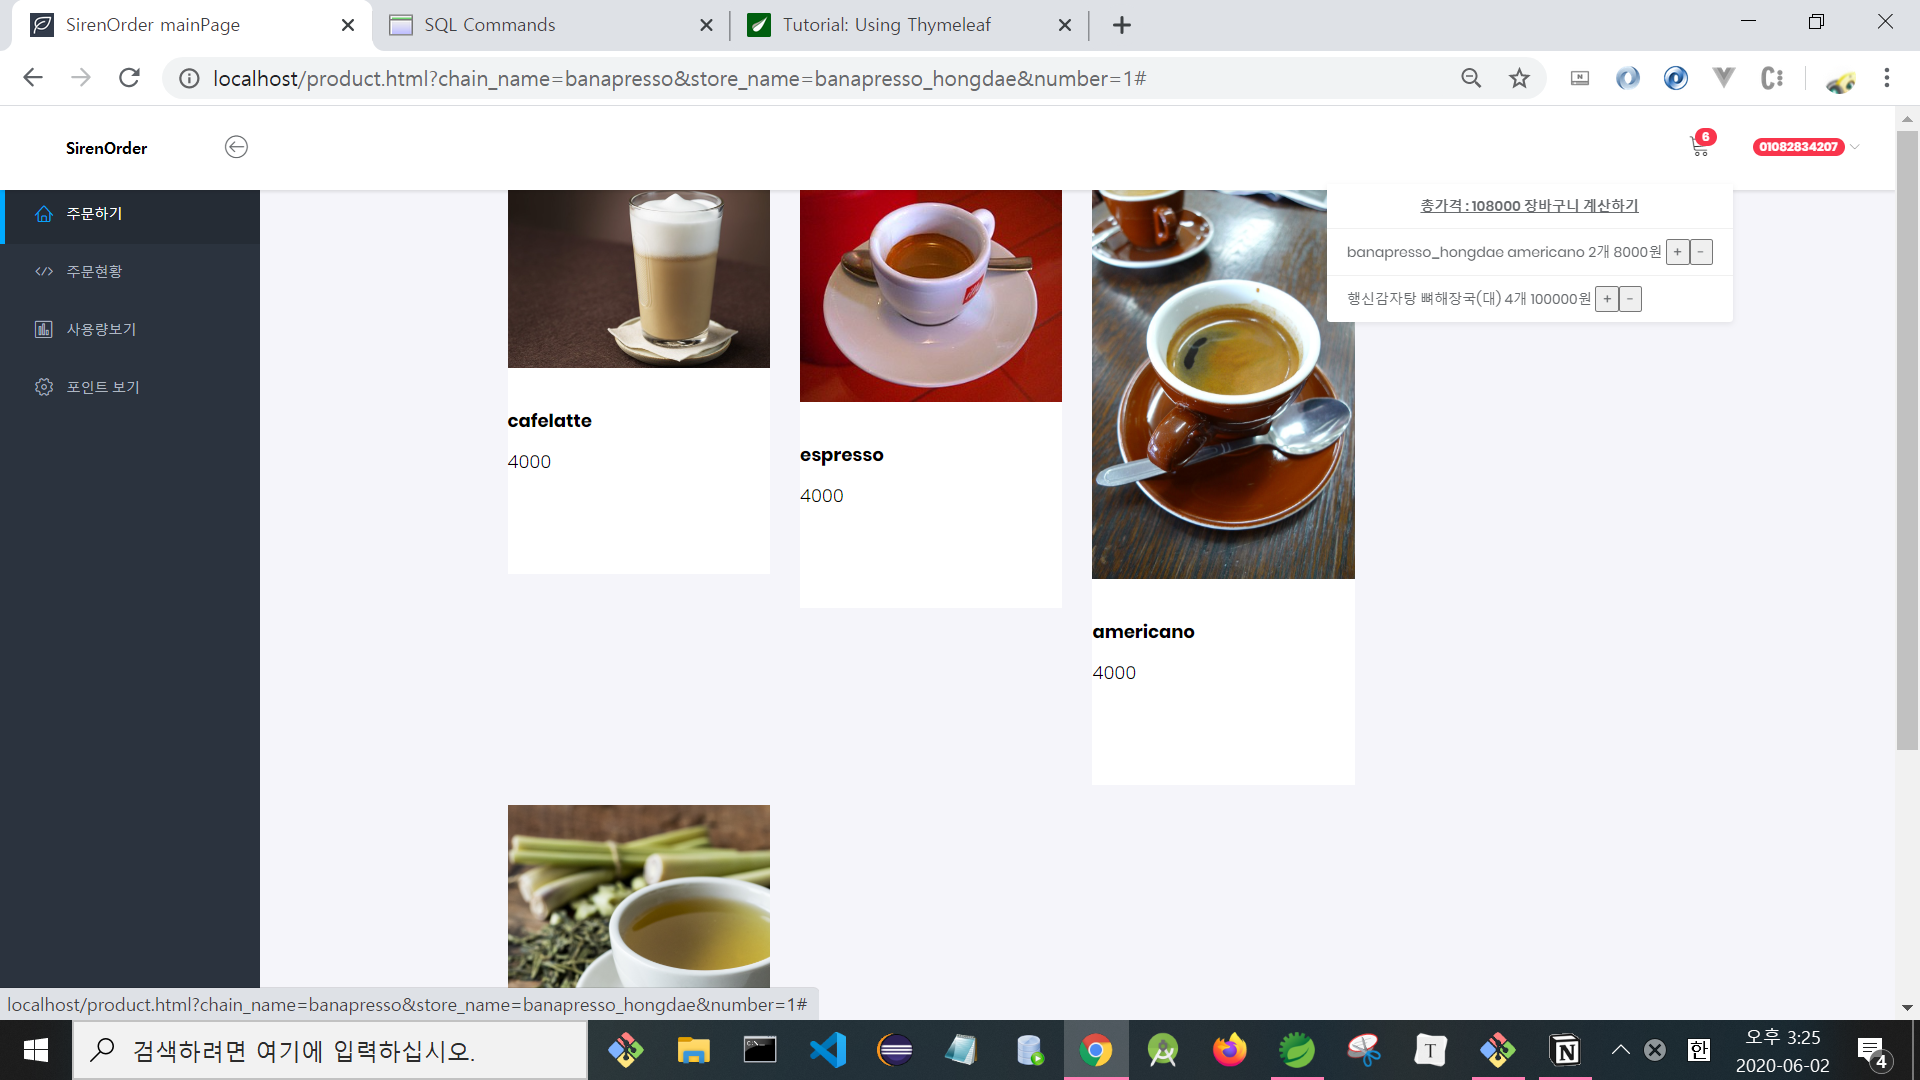 SirenOrder mainPage
SQL Commands
Tutorial: Using Thymeleaf
localhost/product.html?chain_name=banapresso&store_name=banapresso_hongdae&number=1#
SirenOrder
6
01082834207
주문하기
주문현황
사용량보기
포인트 보기
총가격 : 108000 장바구니 계산하기
banapresso_hongdae americano 2개 8000원 + -
행신감자탕 뼈해장국(대) 4개 100000원 + -
cafelatte
4000
espresso
4000
americano
4000
localhost/product.html?chain_name=banapresso&store_name=banapresso_hongdae&number=1#
검색하려면 여기에 입력하십시오.
한
오후 3:25
2020-06-02
4